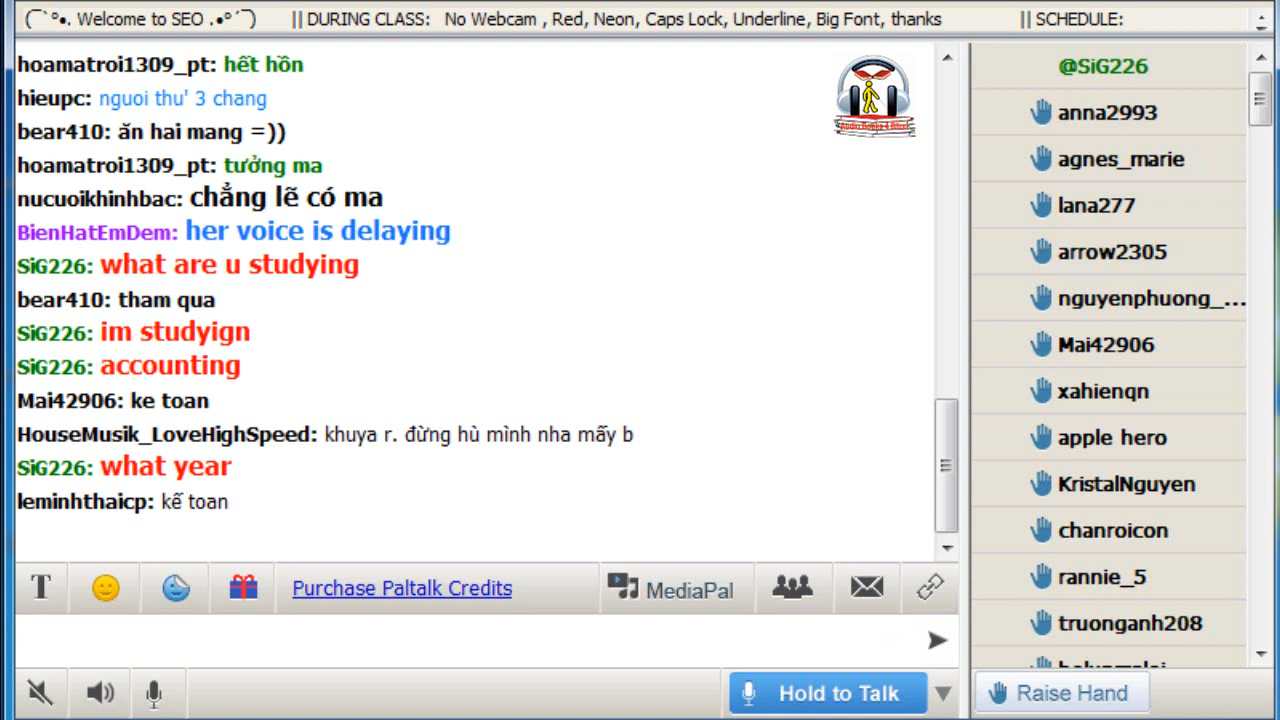 (¯`°•. Welcome to SEO .•°´¯) || DURING CLASS: No Webcam , Red, Neon, Caps Lock, Underline, Big Font, thanks || SCHEDULE:
hoamatroi1309_pt: hết hồn
hieupc: nguoi thu' 3 chang
bear410: ăn hai mang =))
hoamatroi1309_pt: tưởng ma
nucuoikhinhbac: chẳng lẽ có ma
BienHatEmDem: her voice is delaying
SiG226: what are u studying
bear410: tham qua
SiG226: im studyign
SiG226: accounting
Mai42906: ke toan
HouseMusik_LoveHighSpeed: khuya r. đừng hù mình nha mấy b
SiG226: what year
leminhthaicp: kế toan
Purchase Paltalk Credits
MediaPal
Hold to Talk
@SiG226
anna2993
agnes_marie
lana277
arrow2305
nguyenphuong_...
Mai42906
xahienqn
apple hero
KristalNguyen
chanroicon
rannie_5
truonganh208
Raise Hand